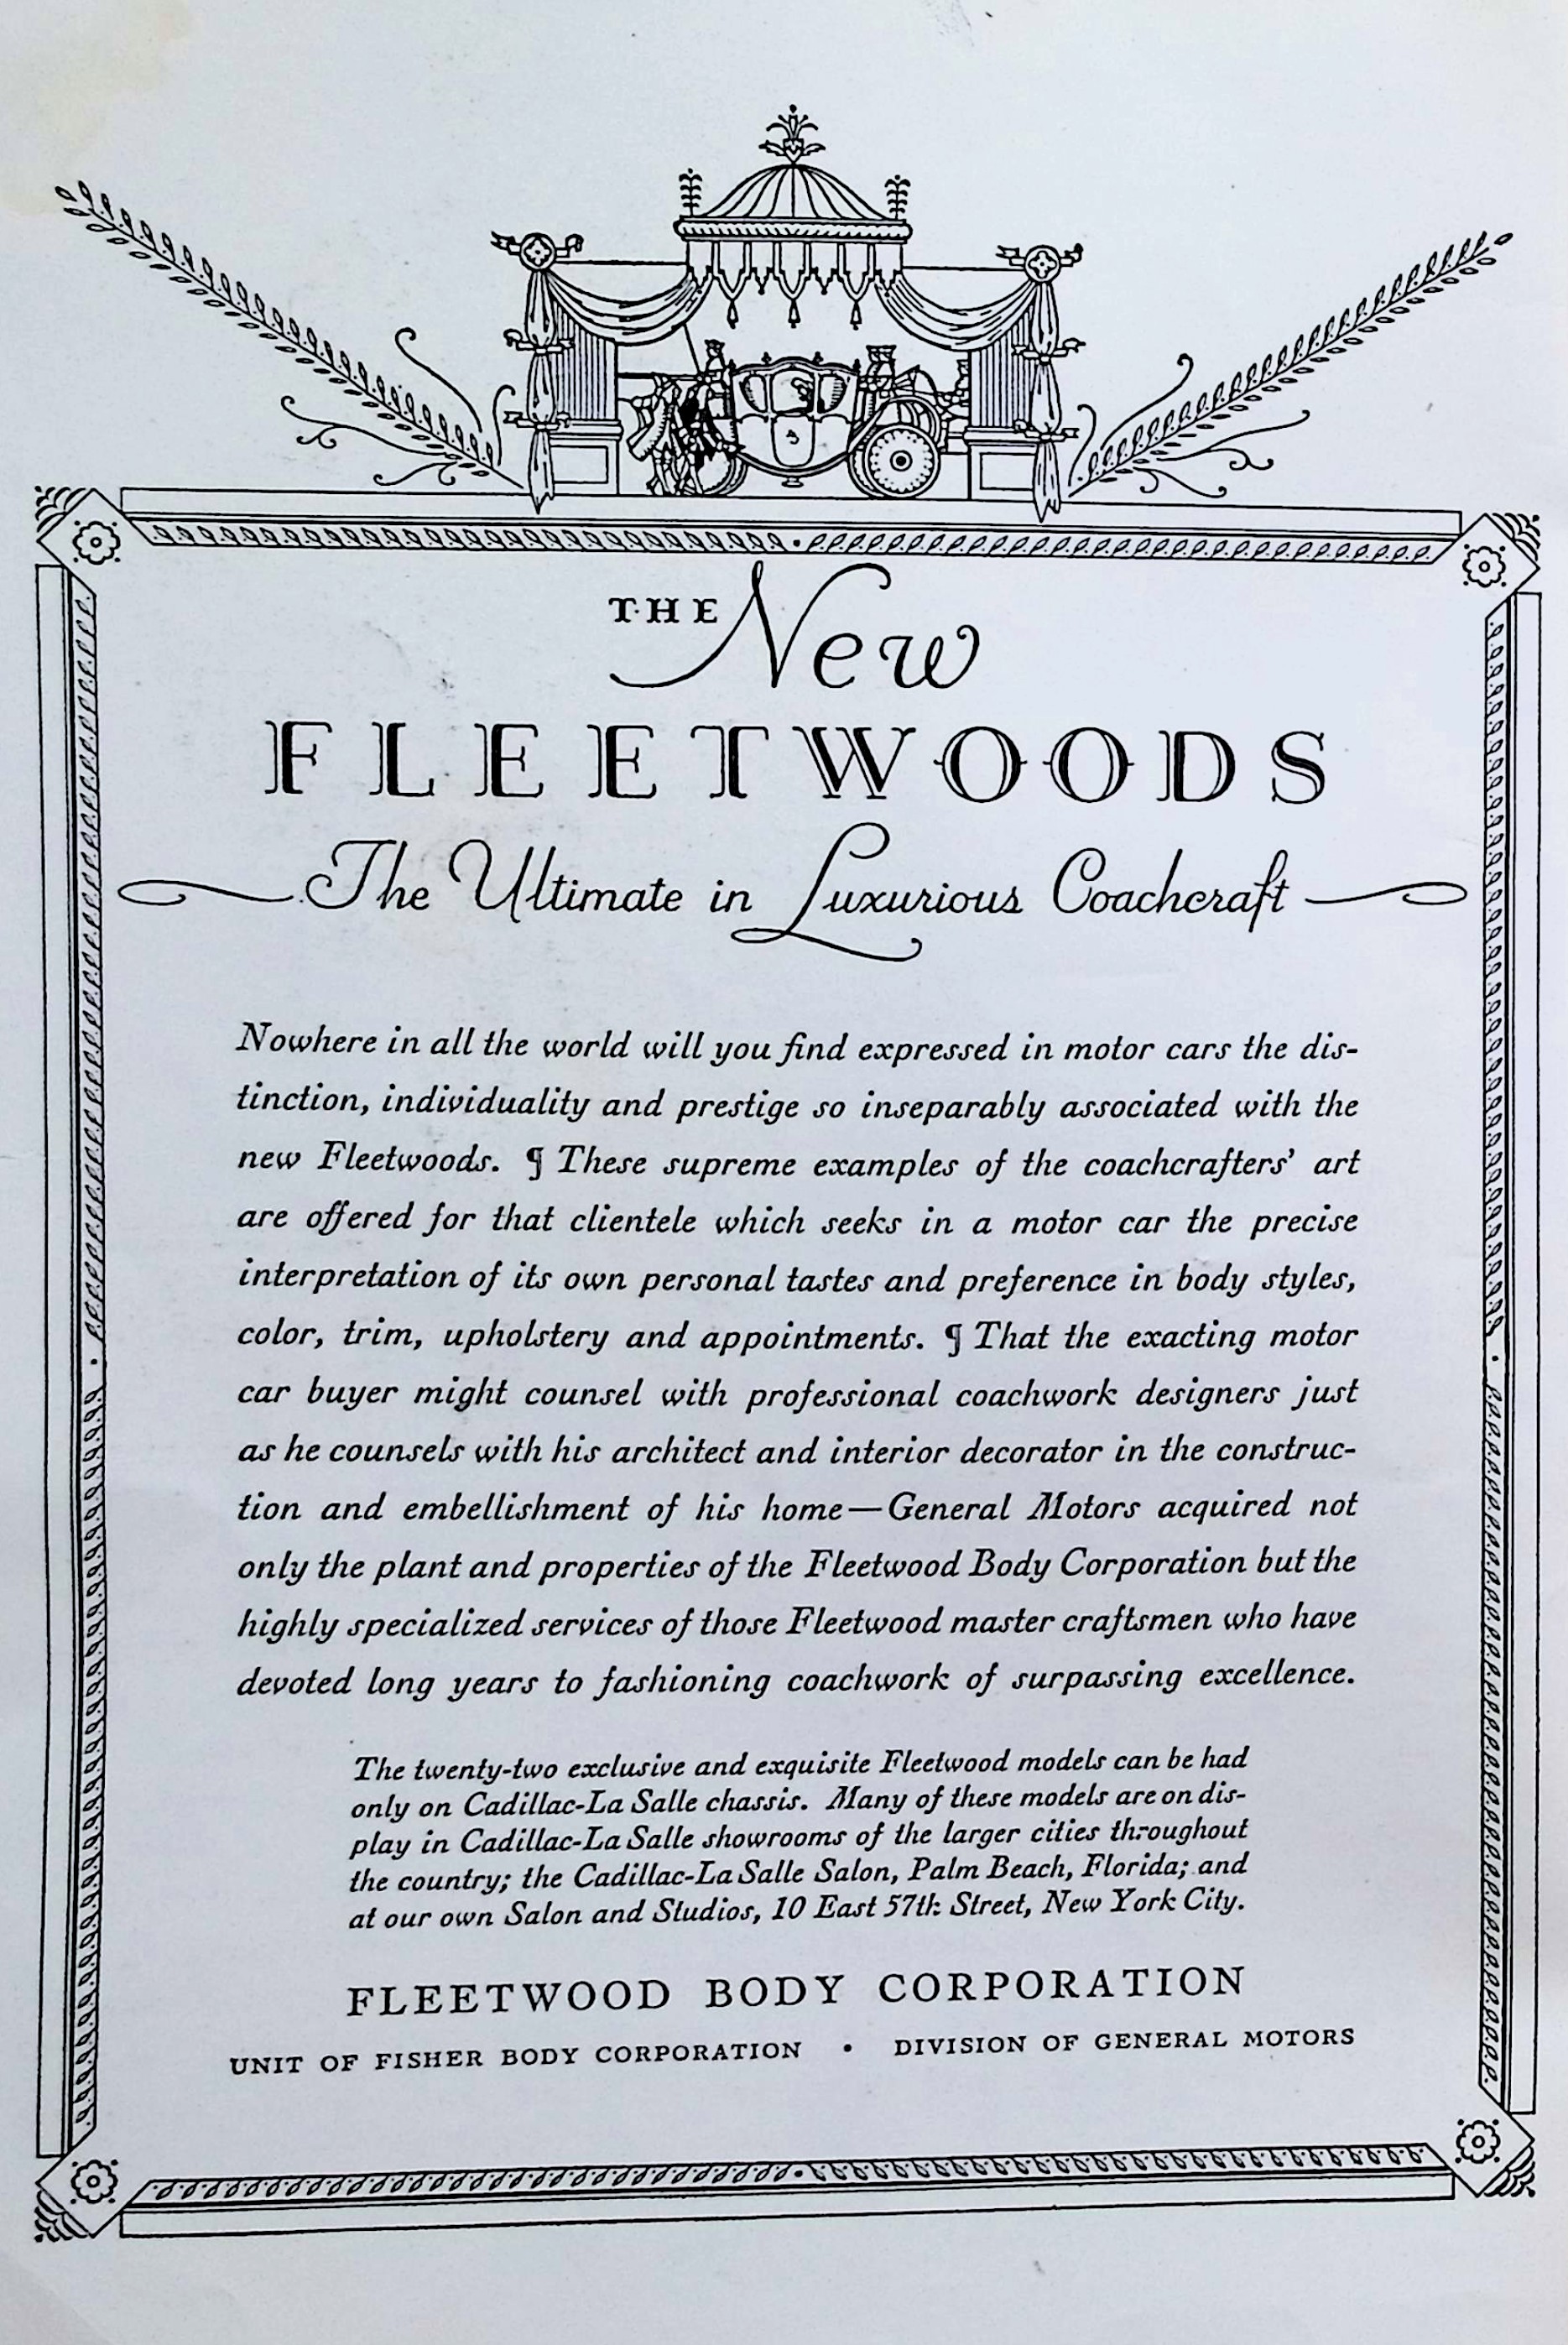 THE New
FLEETWOODS
The Ultimate in Luxurious Coachcraft
Nowhere in all the world will you find expressed in motor cars the dis-
tinction, individuality and prestige so inseparably associated with the
new Fleetwoods. ¶ These supreme examples of the coachcrafters' art
are offered for that clientele which seeks in a motor car the precise
interpretation of its own personal tastes and preference in body styles,
color, trim, upholstery and appointments. ¶ That the exacting motor
car buyer might counsel with professional coachwork designers just
as he counsels with his architect and interior decorator in the construc-
tion and embellishment of his home—General Motors acquired not
only the plant and properties of the Fleetwood Body Corporation but the
highly specialized services of those Fleetwood master craftsmen who have
devoted long years to fashioning coachwork of surpassing excellence.
The twenty-two exclusive and exquisite Fleetwood models can be had
only on Cadillac-La Salle chassis. Many of these models are on dis-
play in Cadillac-La Salle showrooms of the larger cities throughout
the country; the Cadillac-La Salle Salon, Palm Beach, Florida; and
at our own Salon and Studios, 10 East 57th Street, New York City.
FLEETWOOD BODY CORPORATION
UNIT OF FISHER BODY CORPORATION • DIVISION OF GENERAL MOTORS